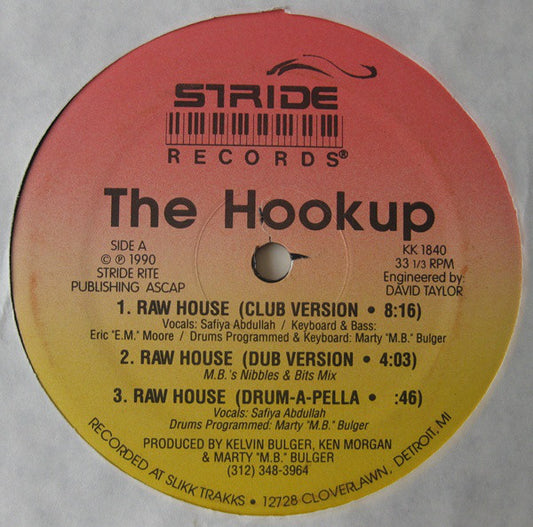 STRIDE
RECORDS®
The Hookup
SIDE A
© ℗ 1990
STRIDE RITE
PUBLISHING ASCAP
KK 1840
33 1/3 RPM
Engineered by:
DAVID TAYLOR
1. RAW HOUSE (CLUB VERSION • 8:16)
Vocals: Safiya Abdullah / Keyboard & Bass:
Eric "E.M." Moore / Drums Programmed & Keyboard: Marty "M.B." Bulger
2. RAW HOUSE (DUB VERSION • 4:03)
M.B.'s Nibbles & Bits Mix
3. RAW HOUSE (DRUM-A-PELLA • :46)
Vocals: Safiya Abdullah
Drums Programmed: Marty "M.B." Bulger
PRODUCED BY KELVIN BULGER, KEN MORGAN
& MARTY "M.B." BULGER
(312) 348-3964
RECORDED AT SLIKK TRAKKS • 12728 CLOVERLAWN, DETROIT, MI